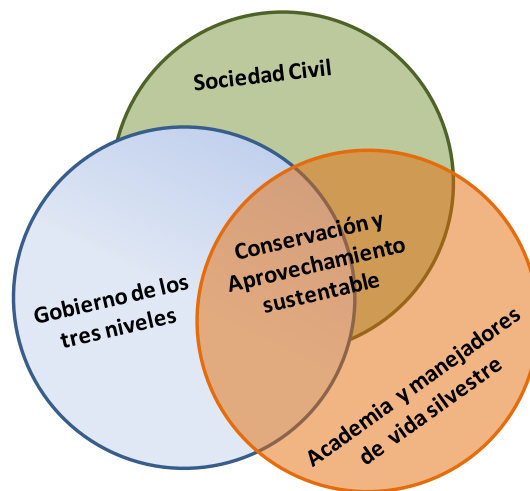 Sociedad Civil
Conservación y
Aprovechamiento
sustentable
Gobierno de los
tres niveles
Academia y manejadores
de vida silvestre